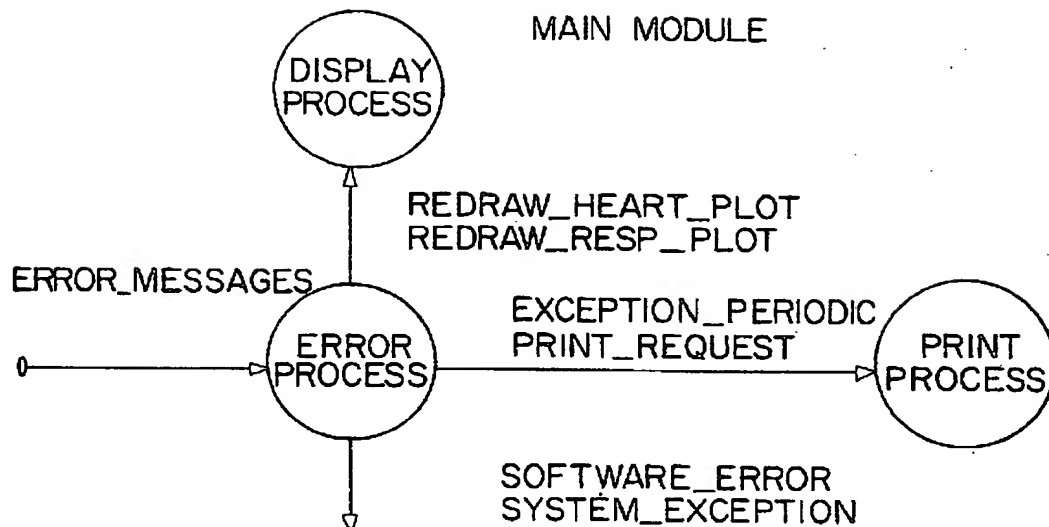 MAIN MODULE
DISPLAY
PROCESS
REDRAW_HEART_PLOT
REDRAW_RESP_PLOT
ERROR_MESSAGES
ERROR
PROCESS
EXCEPTION_PERIODIC
PRINT_REQUEST
PRINT
PROCESS
SOFTWARE_ERROR
SYSTEM_EXCEPTION